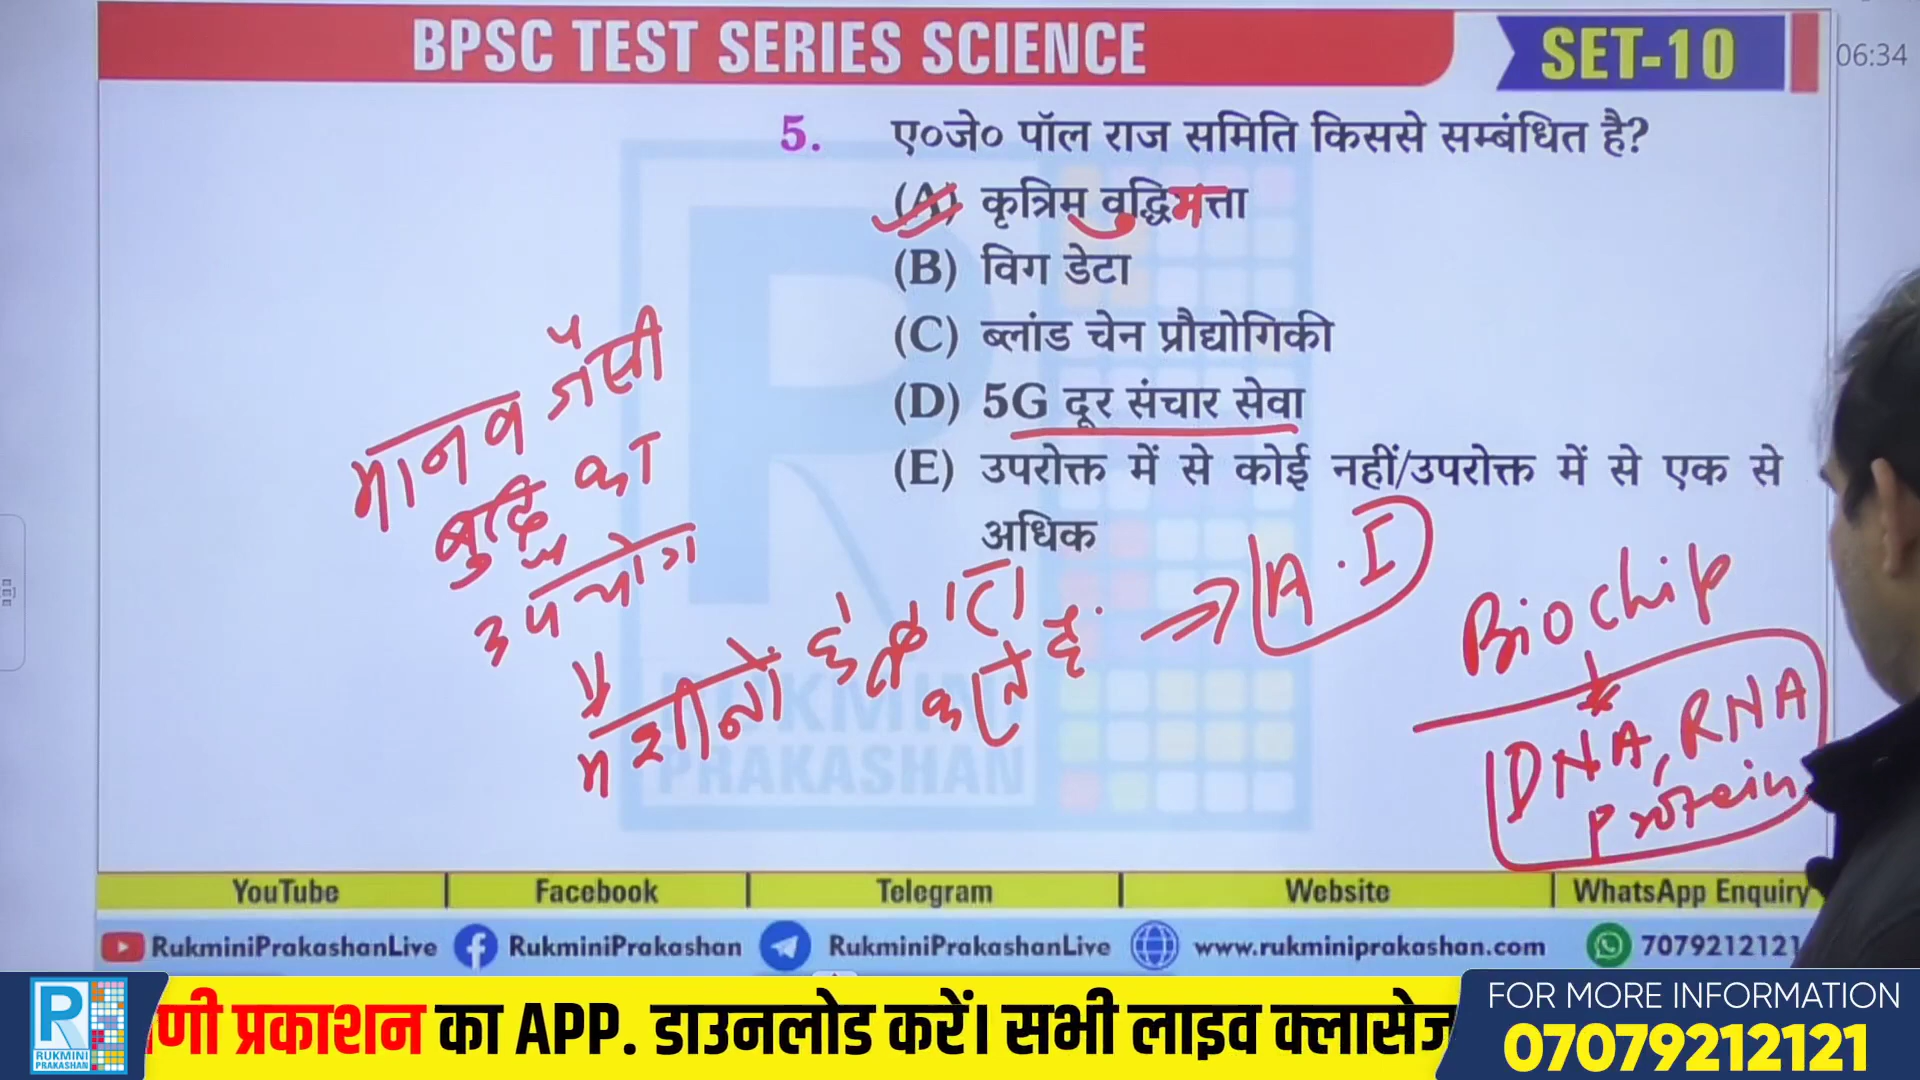 BPSC TEST SERIES SCIENCE
SET-10
06:34
5. ए०जे० पॉल राज समिति किससे सम्बंधित है?
(A) कृत्रिम वुद्धिमत्ता
(B) विग डेटा
(C) ब्लांड चेन प्रौद्योगिकी
(D) 5G दूर संचार सेवा
(E) उपरोक्त में से कोई नहीं/उपरोक्त में से एक से
अधिक
मानव जैसी
बुद्धि का
उपयोग
मशीनों के द्वारा
करते हैं
A.I
Biochip
DNA, RNA
Protein
RUKMINI
PRAKASHAN
YouTube | Facebook | Telegram | Website | WhatsApp Enquiry
RukminiPrakashanLive RukminiPrakashan RukminiPrakashanLive www.rukminiprakashan.com 7079212121
R
RUKMINI
PRAKASHAN
णी प्रकाशन का APP. डाउनलोड करें। सभी लाइव क्लासेज
FOR MORE INFORMATION
07079212121